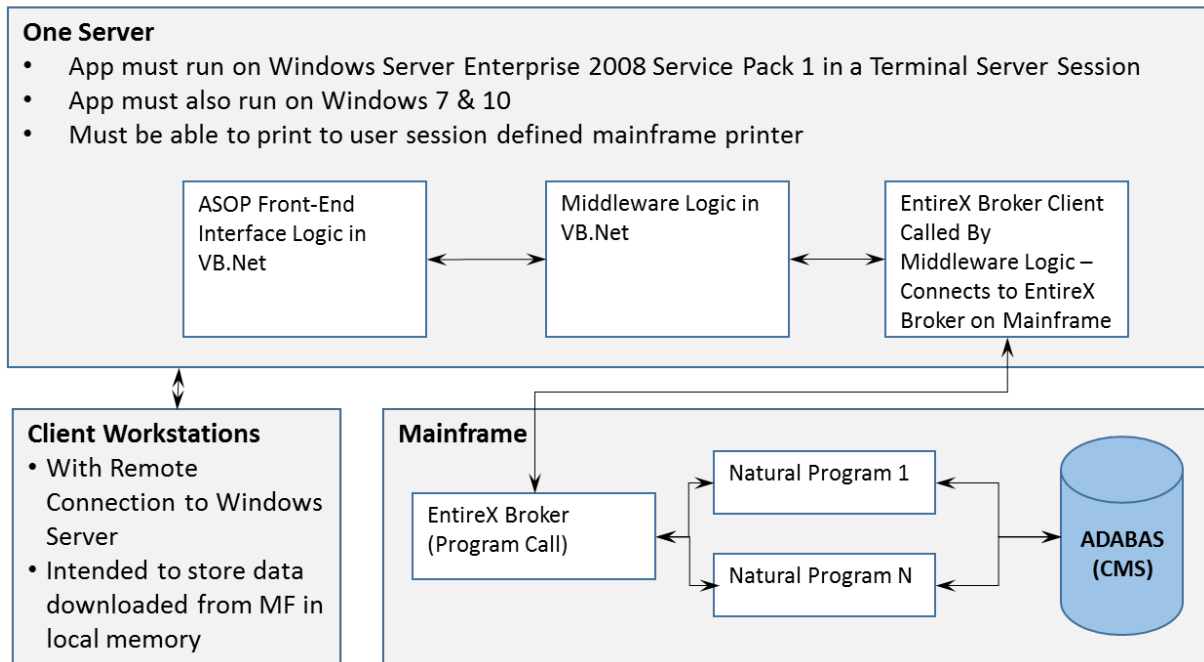 One Server
• App must run on Windows Server Enterprise 2008 Service Pack 1 in a Terminal Server Session
• App must also run on Windows 7 & 10
• Must be able to print to user session defined mainframe printer
ASOP Front-End
Interface Logic in
VB.Net
Middleware Logic in
VB.Net
EntireX Broker Client
Called By
Middleware Logic –
Connects to EntireX
Broker on Mainframe
Client Workstations
• With Remote
Connection to Windows
Server
• Intended to store data
downloaded from MF in
local memory
Mainframe
EntireX Broker
(Program Call)
Natural Program 1
Natural Program N
ADABAS
(CMS)